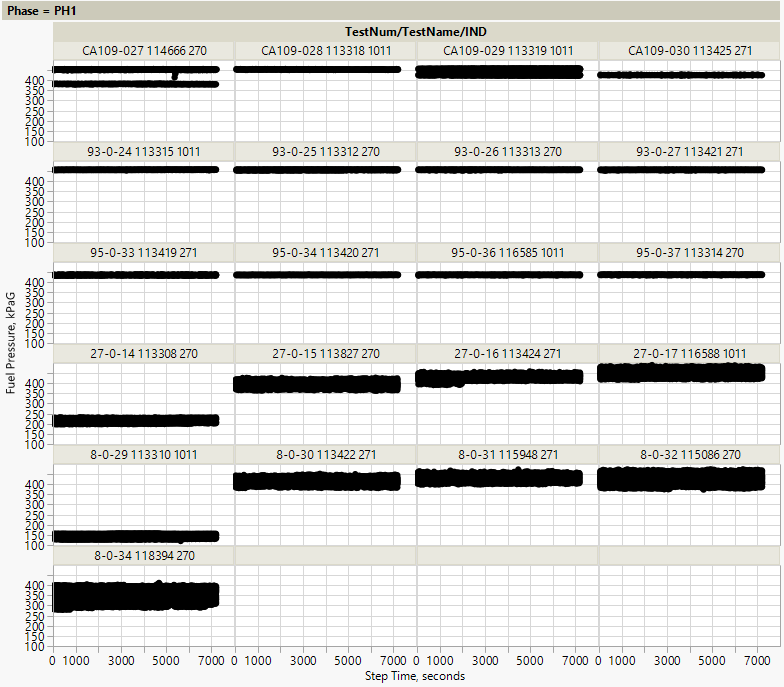 Phase = PH1
TestNum/TestName/IND
CA109-027 114666 270
CA109-028 113318 1011
CA109-029 113319 1011
CA109-030 113425 271
400
350
300
250
200
150
100
93-0-24 113315 1011
93-0-25 113312 270
93-0-26 113313 270
93-0-27 113421 271
400
350
300
250
200
150
100
95-0-33 113419 271
95-0-34 113420 271
95-0-36 116585 1011
95-0-37 113314 270
400
350
300
250
200
150
100
Fuel Pressure, kPaG
27-0-14 113308 270
27-0-15 113827 270
27-0-16 113424 271
27-0-17 116588 1011
400
350
300
250
200
150
100
8-0-29 113310 1011
8-0-30 113422 271
8-0-31 115948 271
8-0-32 115086 270
400
350
300
250
200
150
100
8-0-34 118394 270
400
350
300
250
200
150
100
0 1000 3000 5000 7000
0 1000 3000 5000 7000
0 1000 3000 5000 7000
0 1000 3000 5000 7000
Step Time, seconds